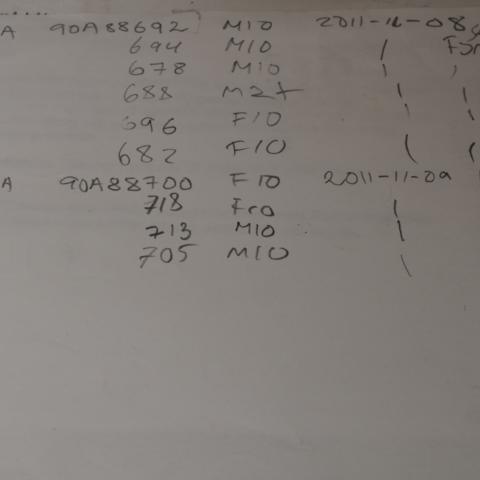 A 90A88692 M10 2011-11-08
694 M10 /
678 M10 \
688 M2+ \ \
696 F10 \ \
682 F10 \ (
A 90A88700 F10 2011-11-09
718 F10 \
713 M10 \
705 M10 \